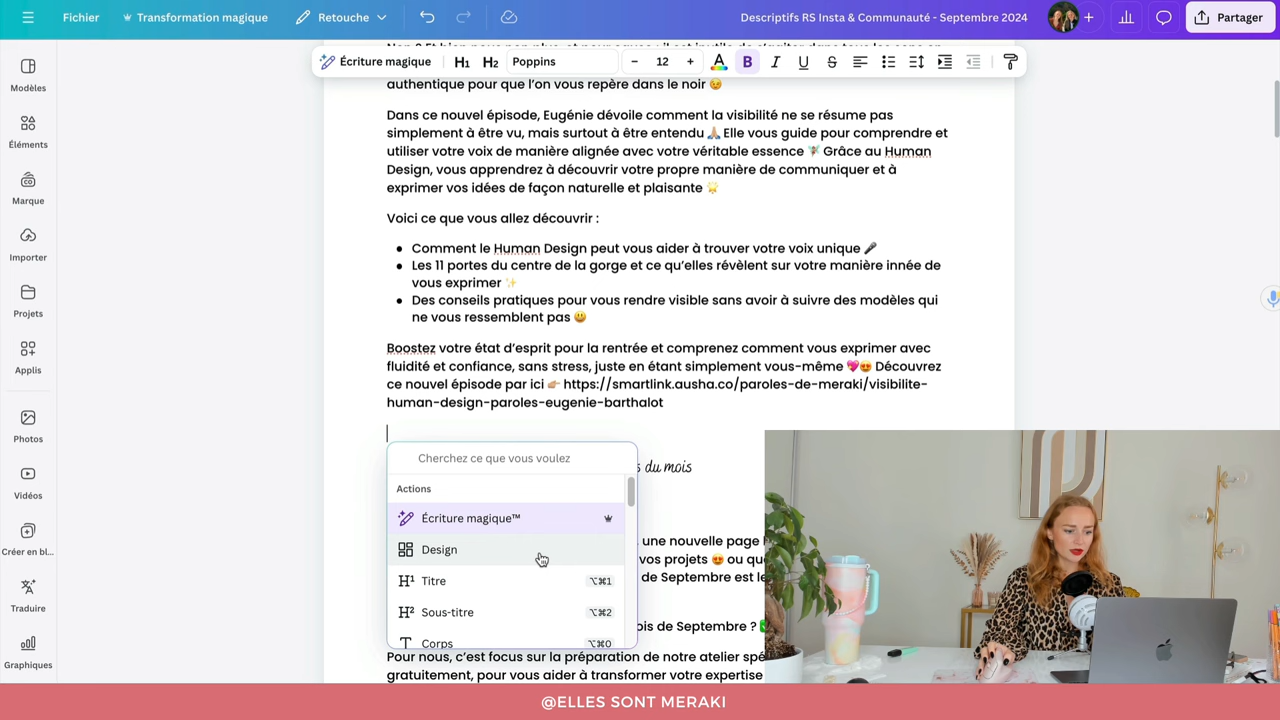 Fichier
Transformation magique
Retouche
Descriptifs RS Insta & Communauté - Septembre 2024
Partager
Écriture magique
H1
H2
Poppins
− 12 +
A
B
I
U
S
Modèles
Éléments
Marque
Importer
Projets
Applis
Photos
Vidéos
Créer en bl...
Traduire
Graphiques
authentique pour que l'on vous repère dans le noir 😉
Dans ce nouvel épisode, Eugénie dévoile comment la visibilité ne se résume pas
simplement à être vu, mais surtout à être entendu 🙏🏼 Elle vous guide pour comprendre et
utiliser votre voix de manière alignée avec votre véritable essence 🧚🏻 Grâce au Human
Design, vous apprendrez à découvrir votre propre manière de communiquer et à
exprimer vos idées de façon naturelle et plaisante 🌟
Voici ce que vous allez découvrir :
● Comment le Human Design peut vous aider à trouver votre voix unique 🎤
● Les 11 portes du centre de la gorge et ce qu'elles révèlent sur votre manière innée de
vous exprimer ✨
● Des conseils pratiques pour vous rendre visible sans avoir à suivre des modèles qui
ne vous ressemblent pas 😃
Boostez votre état d'esprit pour la rentrée et comprenez comment vous exprimer avec
fluidité et confiance, sans stress, juste en étant simplement vous-même 💖😍 Découvrez
ce nouvel épisode par ici 👉🏼 https://smartlink.ausha.co/paroles-de-meraki/visibilite-
human-design-paroles-eugenie-barthalot
Cherchez ce que vous voulez
Actions
Écriture magique™
Design
H1 Titre ⌥⌘1
H2 Sous-titre ⌥⌘2
T Corps ⌥⌘0
du mois
une nouvelle page
vos projets 😍 ou que
de Septembre est
de Septembre ? 
Pour nous, c'est focus sur la préparation de notre atelier
gratuitement, pour vous aider à transformer votre expertise
@ELLES SONT MERAKI